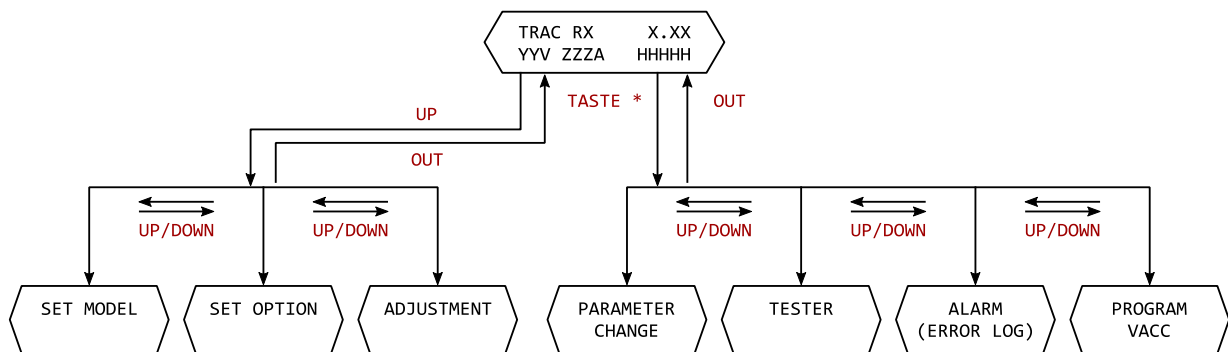 TRAC RX X.XX
YYV ZZZA HHHHH
UP
OUT
TASTE *
OUT
UP/DOWN
UP/DOWN
UP/DOWN
UP/DOWN
UP/DOWN
SET MODEL
SET OPTION
ADJUSTMENT
PARAMETER
CHANGE
TESTER
ALARM
(ERROR LOG)
PROGRAM
VACC